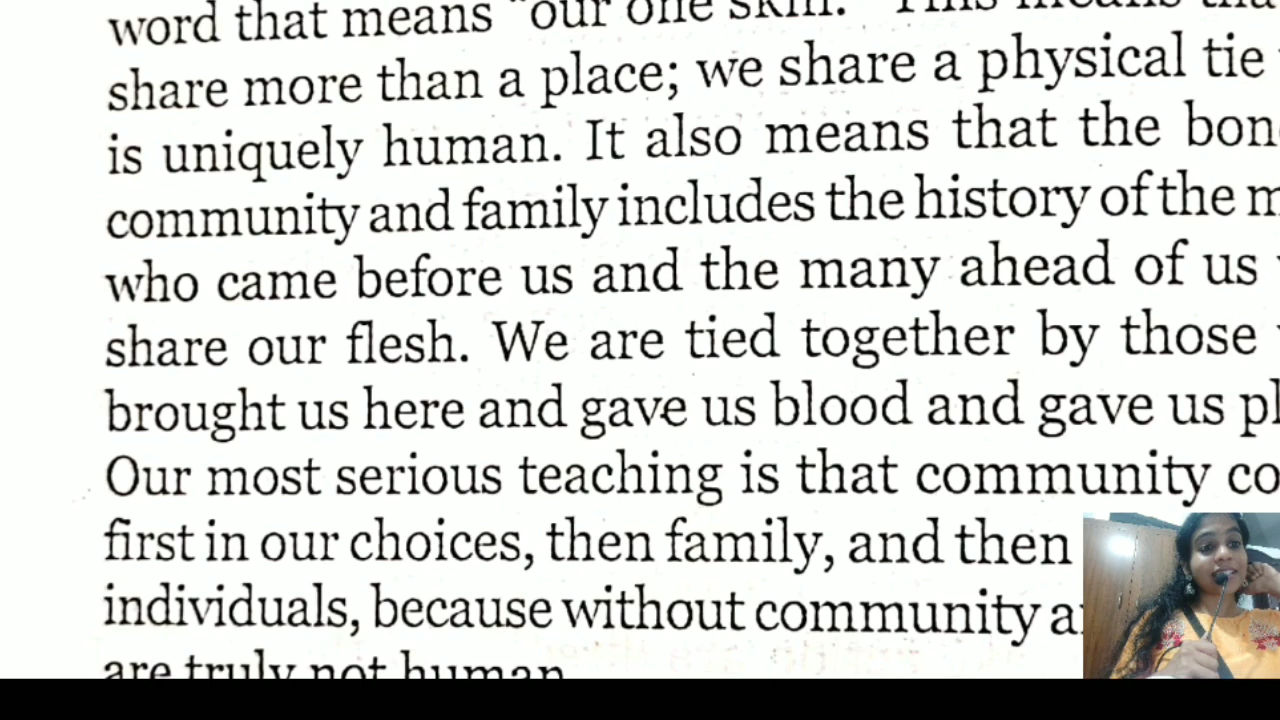 word that means "our one skin." This means
share more than a place; we share a physical tie
is uniquely human. It also means that the
community and family includes the history of the
who came before us and the many ahead of us
share our flesh. We are tied together by those
brought us here and gave us blood and gave us
Our most serious teaching is that community
first in our choices, then family, and then
individuals, because without community
are truly not human